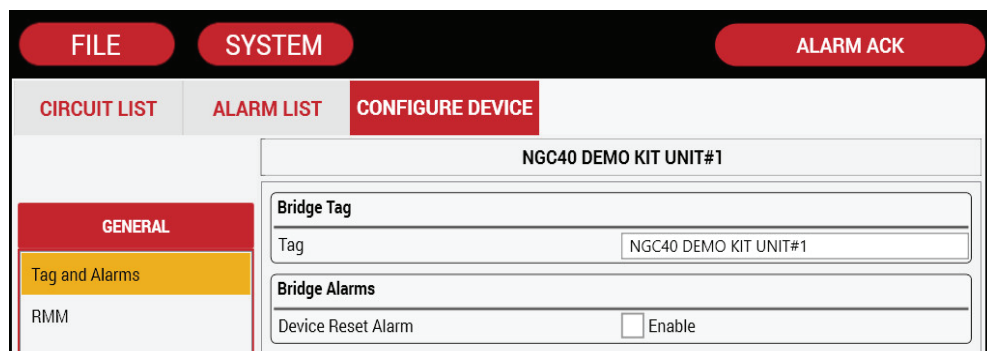 FILE SYSTEM ALARM ACK
CIRCUIT LIST ALARM LIST CONFIGURE DEVICE
NGC40 DEMO KIT UNIT#1
GENERAL
Tag and Alarms
RMM
Bridge Tag
Tag NGC40 DEMO KIT UNIT#1
Bridge Alarms
Device Reset Alarm Enable